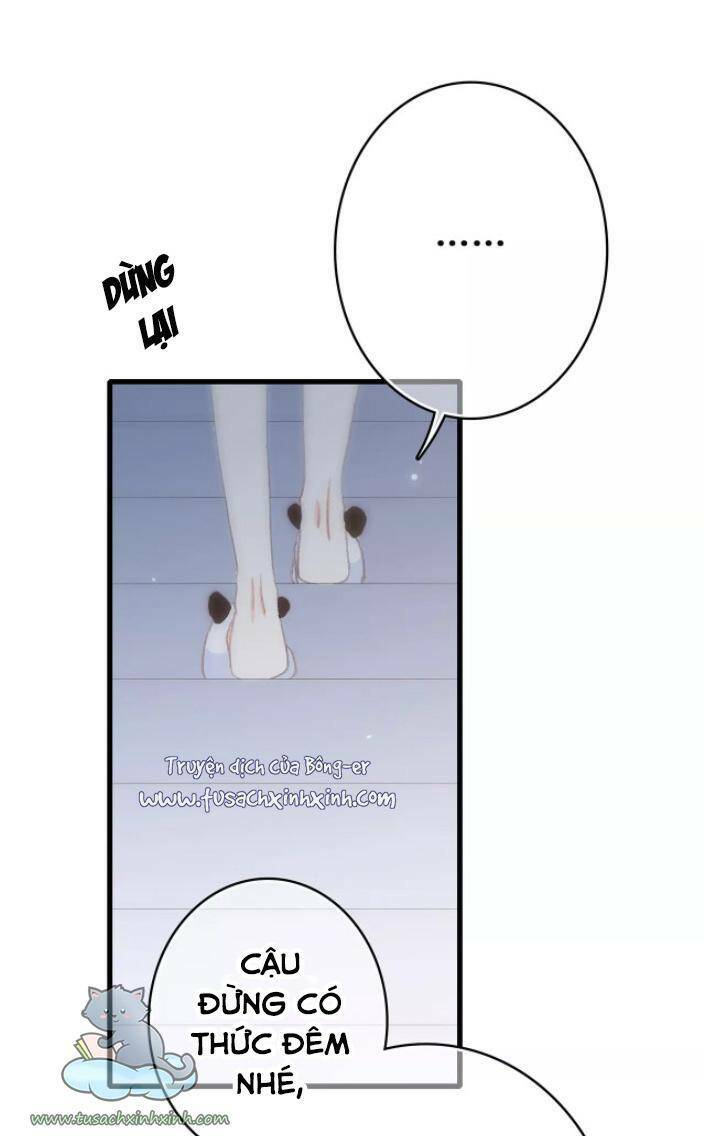 ......
DỪNG
LẠI
Truyện dịch của Bông-er
www.tusachxinhxinh.com
CẬU
ĐỪNG CÓ
THỨC ĐÊM
NHÉ,
www.tusachxinhxinh.com